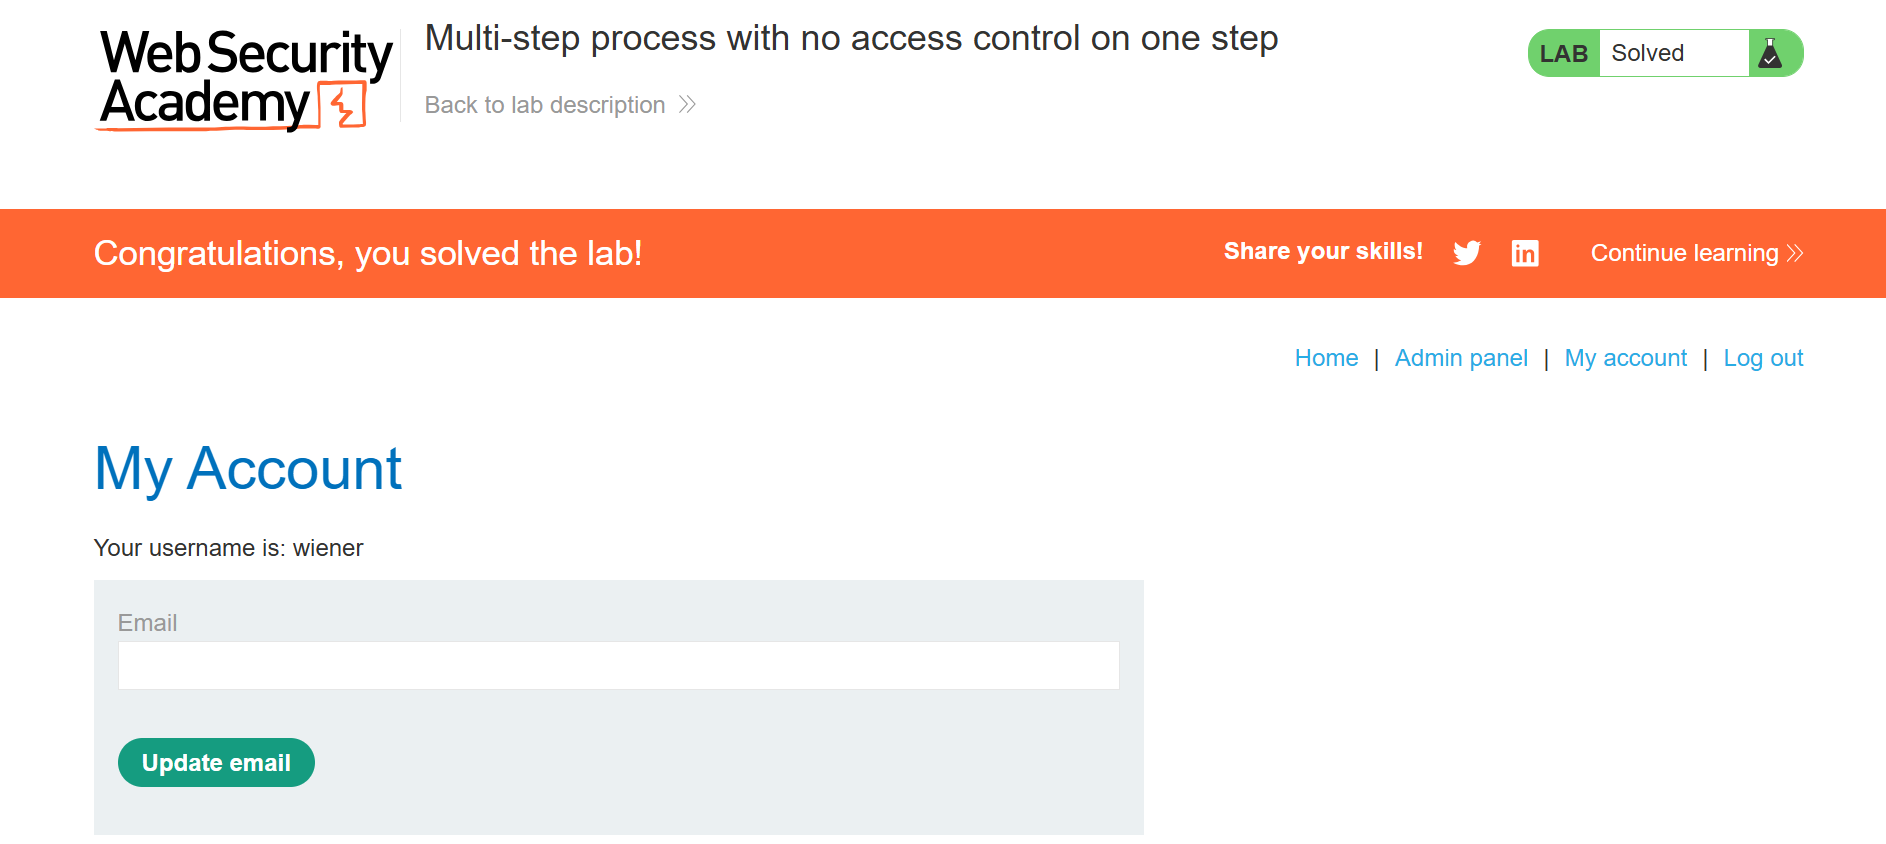 Web Security
Academy
Multi-step process with no access control on one step
Back to lab description
LAB Solved
Congratulations, you solved the lab!
Share your skills!
in
Continue learning
Home | Admin panel | My account | Log out
My Account
Your username is: wiener
Email
Update email